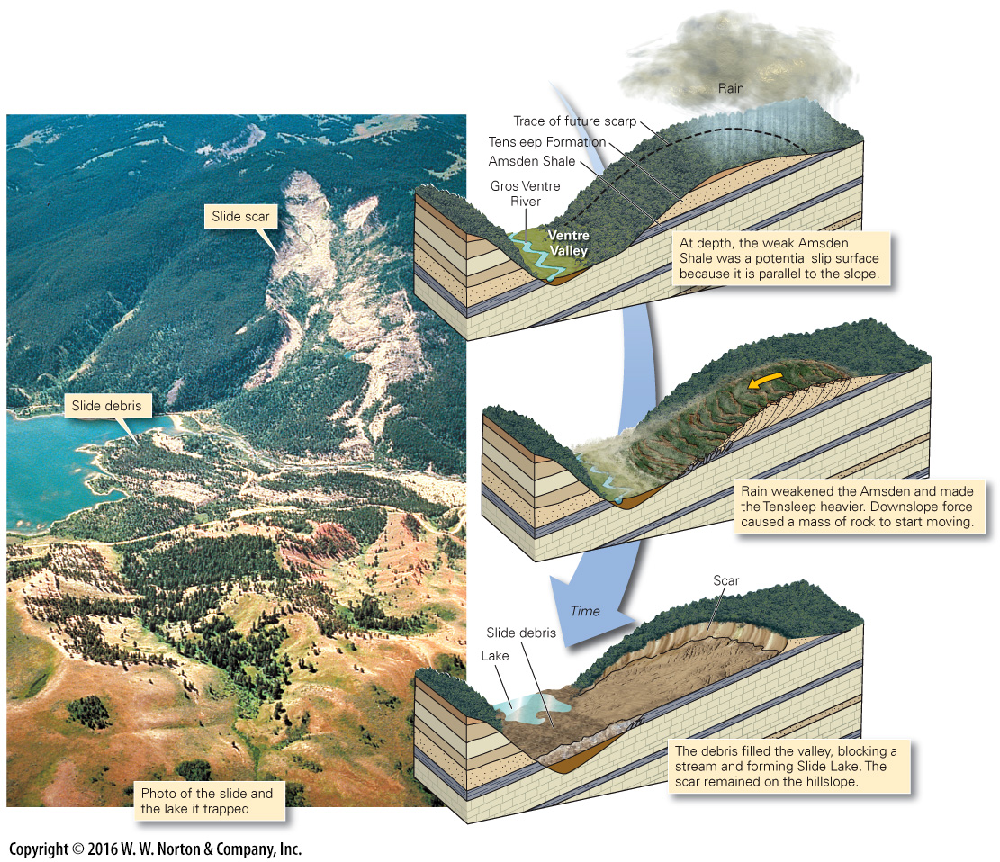 Rain
Trace of future scarp
Tensleep Formation
Amsden Shale
Gros Ventre
River
Ventre
Valley
At depth, the weak Amsden
Shale was a potential slip surface
because it is parallel to the slope.
Slide scar
Slide debris
Rain weakened the Amsden and made
the Tensleep heavier. Downslope force
caused a mass of rock to start moving.
Time
Scar
Slide debris
Lake
The debris filled the valley, blocking a
stream and forming Slide Lake. The
scar remained on the hillslope.
Photo of the slide and
the lake it trapped
Copyright © 2016 W. W. Norton & Company, Inc.